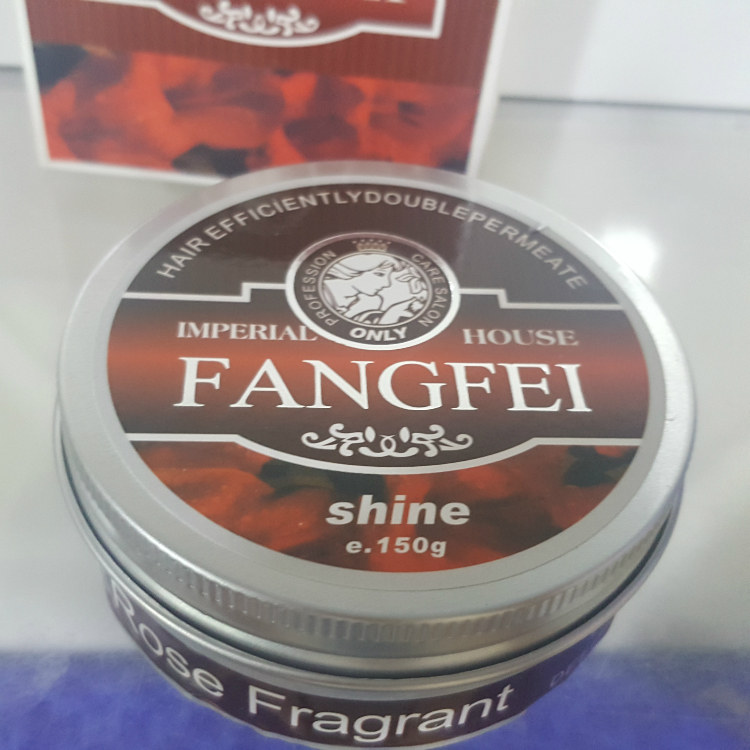 HAIR EFFICIENTLYDOUBLEPERMEATE
PROFESSION
CARE SALON
ONLY
IMPERIAL HOUSE
FANGFEI
shine
e.150g
Rose Fragrant